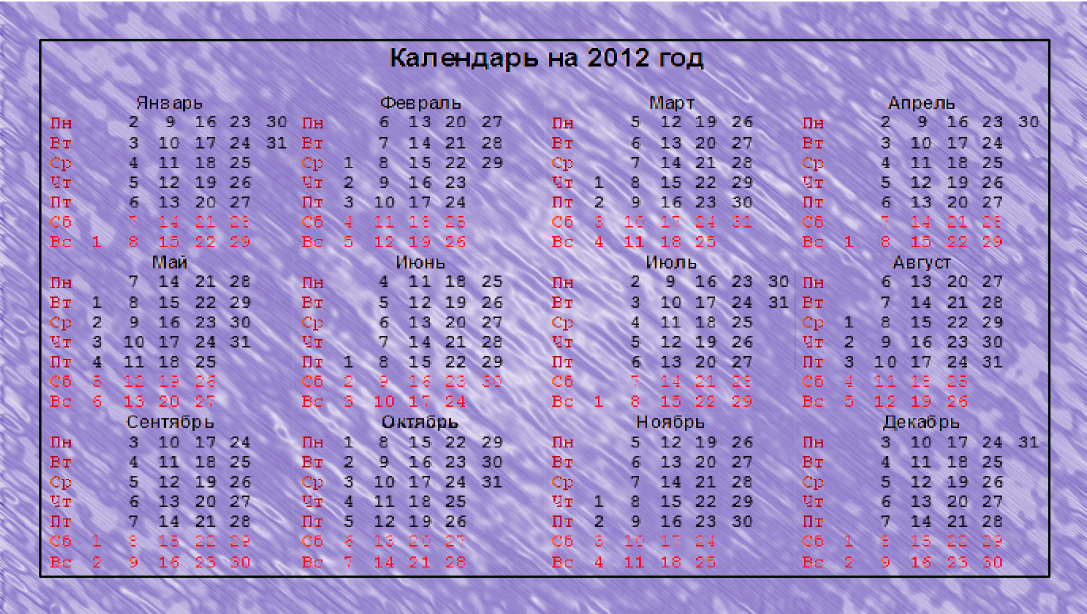 Календарь на 2012 год
Январь Февраль Март Апрель
Пн 2 9 16 23 30 Пн 6 13 20 27 Пн 5 12 19 26 Пн 2 9 16 23 30
Вт 3 10 17 24 31 Вт 7 14 21 28 Вт 6 13 20 27 Вт 3 10 17 24
Ср 4 11 18 25 Ср 1 8 15 22 29 Ср 7 14 21 28 Ср 4 11 18 25
Чт 5 12 19 26 Чт 2 9 16 23 Чт 1 8 15 22 29 Чт 5 12 19 26
Пт 6 13 20 27 Пт 3 10 17 24 Пт 2 9 16 23 30 Пт 6 13 20 27
Сб 7 14 21 28 Сб 4 11 18 25 Сб 3 10 17 24 31 Сб 7 14 21 28
Вс 1 8 15 22 29 Вс 5 12 19 26 Вс 4 11 18 25 Вс 1 8 15 22 29
Май Июнь Июль Август
Пн 7 14 21 28 Пн 4 11 18 25 Пн 2 9 16 23 30 Пн 6 13 20 27
Вт 1 8 15 22 29 Вт 5 12 19 26 Вт 3 10 17 24 31 Вт 7 14 21 28
Ср 2 9 16 23 30 Ср 6 13 20 27 Ср 4 11 18 25 Ср 1 8 15 22 29
Чт 3 10 17 24 31 Чт 7 14 21 28 Чт 5 12 19 26 Чт 2 9 16 23 30
Пт 4 11 18 25 Пт 1 8 15 22 29 Пт 6 13 20 27 Пт 3 10 17 24 31
Сб 5 12 19 26 Сб 2 9 16 23 30 Сб 7 14 21 28 Сб 4 11 18 25
Вс 6 13 20 27 Вс 3 10 17 24 Вс 1 8 15 22 29 Вс 5 12 19 26
Сентябрь Октябрь Ноябрь Декабрь
Пн 3 10 17 24 Пн 1 8 15 22 29 Пн 5 12 19 26 Пн 3 10 17 24 31
Вт 4 11 18 25 Вт 2 9 16 23 30 Вт 6 13 20 27 Вт 4 11 18 25
Ср 5 12 19 26 Ср 3 10 17 24 31 Ср 7 14 21 28 Ср 5 12 19 26
Чт 6 13 20 27 Чт 4 11 18 25 Чт 1 8 15 22 29 Чт 6 13 20 27
Пт 7 14 21 28 Пт 5 12 19 26 Пт 2 9 16 23 30 Пт 7 14 21 28
Сб 1 8 15 22 29 Сб 6 13 20 27 Сб 3 10 17 24 Сб 1 8 15 22 29
Вс 2 9 16 23 30 Вс 7 14 21 28 Вс 4 11 18 25 Вс 2 9 16 23 30